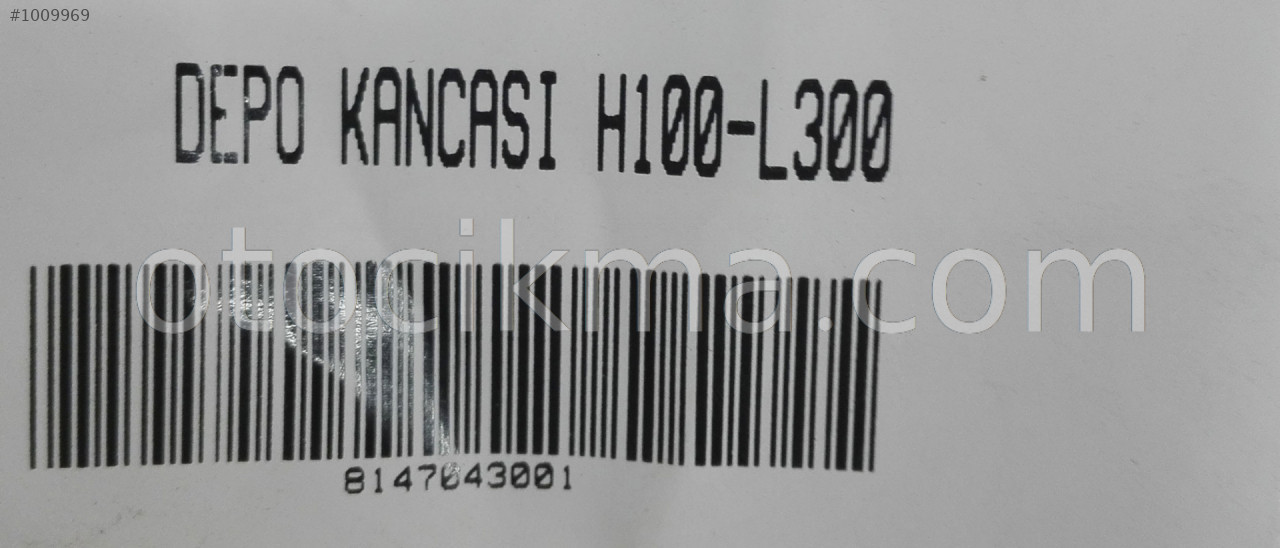 #1009969
DEPO KANCASI H100-L300
otocikma.com
8147043001